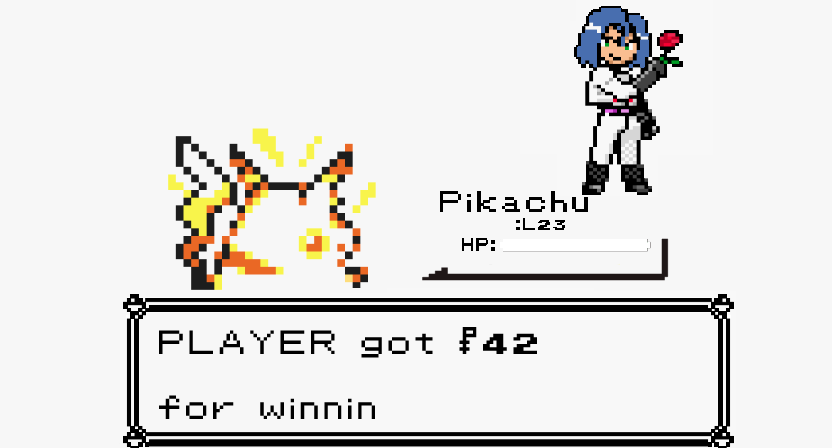 Pikachu
:L23
HP:
PLAYER got ₽42
for winnin